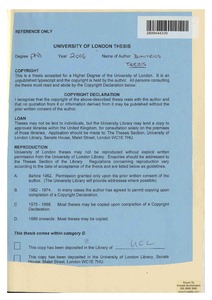 REFERENCE ONLY
UNIVERSITY OF LONDON THESIS
Degree PhD Year 2006 Name of Author
COPYRIGHT
This is a thesis accepted for a Higher Degree of the University of London. It is an
unpublished typescript and the copyright is held by the author. All persons consulting
the thesis must read and abide by the Copyright Declaration below.
COPYRIGHT DECLARATION
I recognise that the copyright of the above-described thesis rests with the author and
that no quotation from it or information derived from it may be published without the
prior written consent of the author.
LOAN
Theses may not be lent to individuals, but the University Library may lend a copy to
approved libraries within the United Kingdom, for consultation solely on the premises
of those libraries. Application should be made to: The Theses Section, University of
London Library, Senate House, Malet Street, London WC1E 7HU.
REPRODUCTION
University of London theses may not be reproduced without explicit written
permission from the University of London Library. Enquiries should be addressed to
the Theses Section of the Library. Regulations concerning reproduction vary
according to the date of acceptance of the thesis and are listed below as guidelines.
A. Before 1962. Permission granted only upon the prior written consent of the
author. (The University Library will provide addresses where possible).
B. 1962 - 1974. In many cases the author has agreed to permit copying upon
completion of a Copyright Declaration.
C. 1975 - 1988. Most theses may be copied upon completion of a Copyright
Declaration.
D. 1989 onwards. Most theses may be copied.
This thesis comes within category D.
This copy has been deposited in the Library of UCL
This copy has been deposited in the University of London Library, Senate
House, Malet Street, London WC1E 7HU.